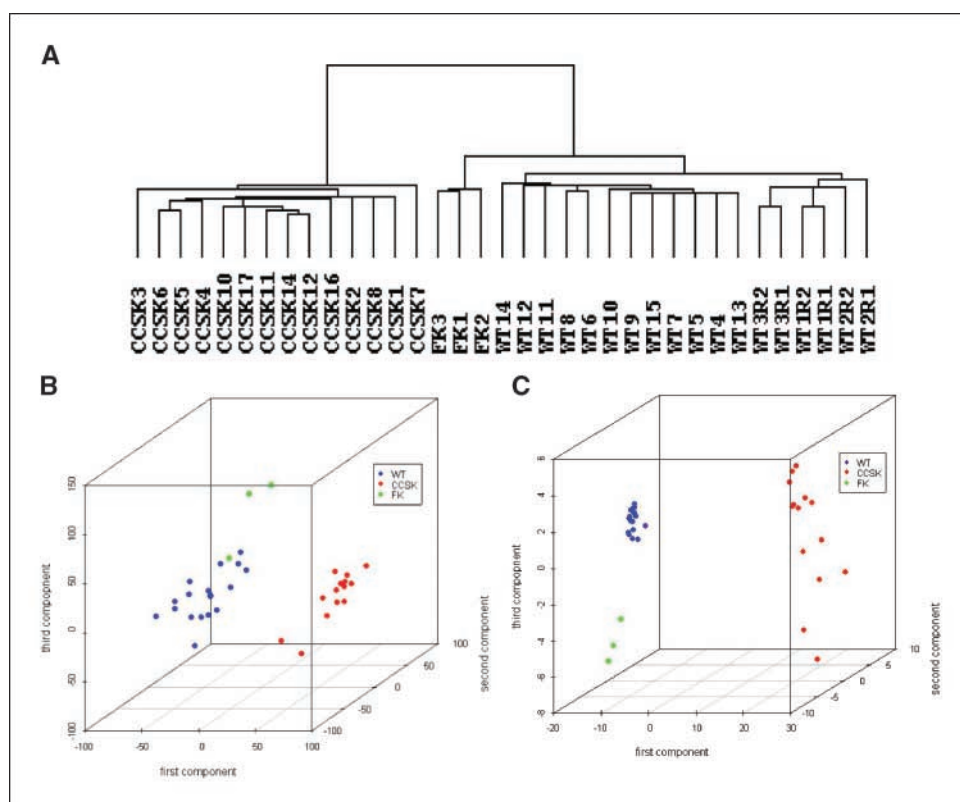 A
CCSK3
CCSK6
CCSK5
CCSK4
CCSK10
CCSK17
CCSK11
CCSK14
CCSK12
CCSK16
CCSK2
CCSK8
CCSK1
CCSK7
FK3
FK1
FK2
WT14
WT12
WT11
WT8
WT6
WT10
WT9
WT15
WT7
WT5
WT4
WT13
WT3R2
WT3R1
WT1R2
WT1R1
WT2R2
WT2R1
B
WT
CCSK
FK
third compopnent
150
100
50
0
-50
-100
-100
-50
0
50
100
first component
-100
-50
0
50
100
second component
C
WT
CCSK
FK
third compopnent
6
4
2
0
-2
-4
-6
-8
-20
-10
0
10
20
30
first component
-10
-5
0
5
10
second component